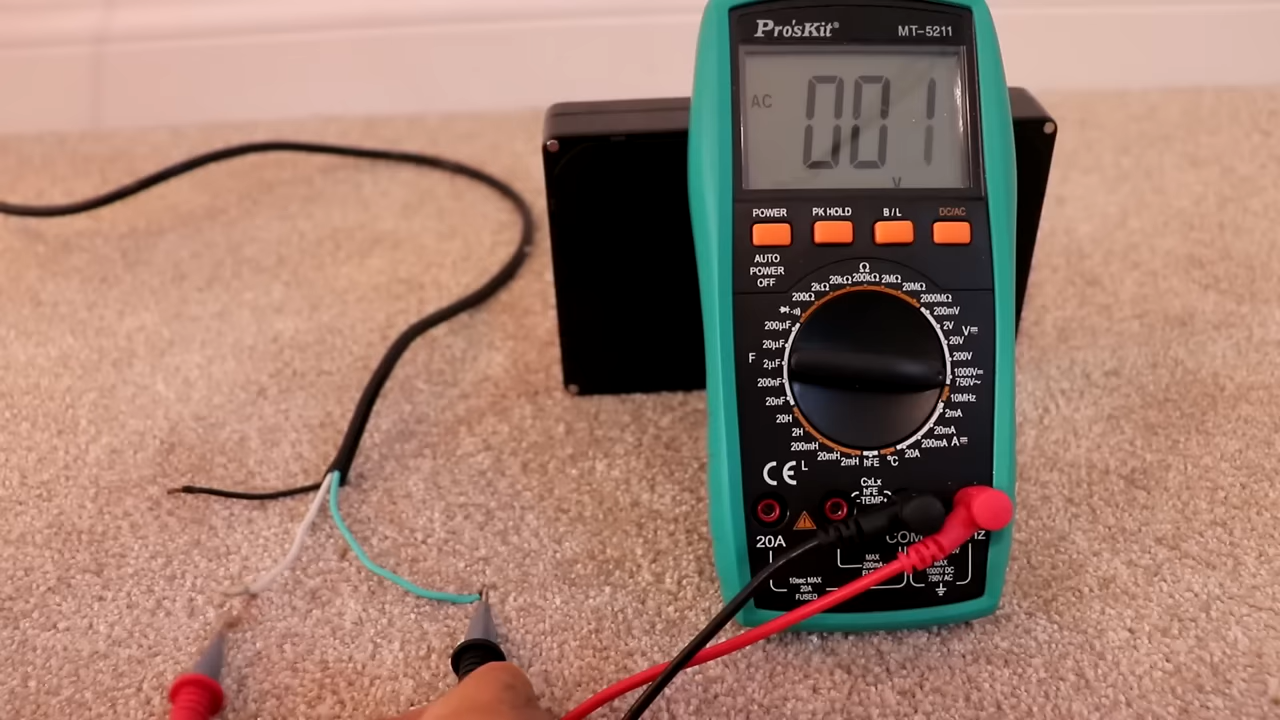 Pro'sKit® MT-5211
AC 001
V
POWER PK HOLD B / L DC/AC
AUTO
POWER
OFF
Ω
200Ω 2kΩ 20kΩ 200kΩ 2MΩ 20MΩ 2000MΩ
200mV
2V
V
20V
200V
1000V
750V~
10MHz
2mA
20mA
200mA A
20A
°C
hFE
2mH
20mH
200mH
2H
20H
20nF
200nF
2μF
F
20μF
200μF
CE
L
CxLx
hFE
-TEMP+
20A COM Hz
10sec MAX
20A
FUSED
MAX
200mA
MAX
1000V DC
750V AC